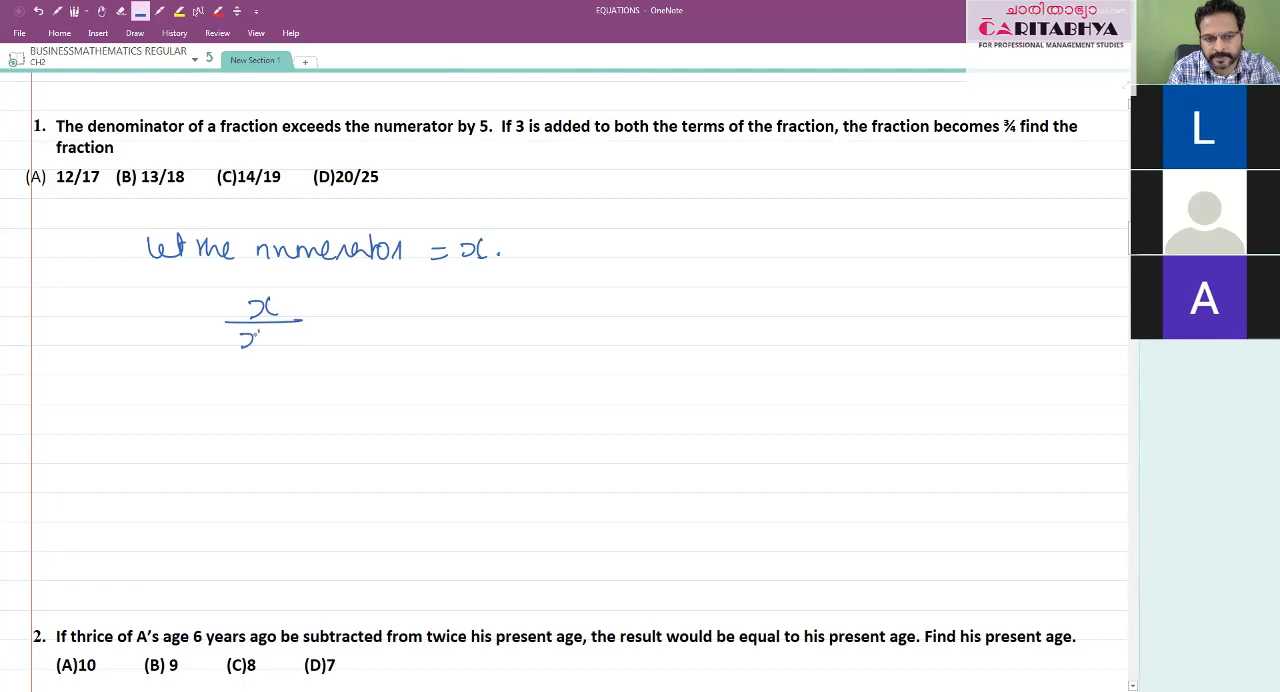 EQUATIONS - OneNote
File Home Insert Draw History Review View Help
BUSINESSMATHEMATICS REGULAR
CH2
New Section 1
ചാരിതാഭ്യാ
CARITABHYA
FOR PROFESSIONAL MANAGEMENT STUDIES
1. The denominator of a fraction exceeds the numerator by 5. If 3 is added to both the terms of the fraction, the fraction becomes ¾ find the
fraction
(A) 12/17 (B) 13/18 (C)14/19 (D)20/25
let the numerator = x.
x
x
2. If thrice of A’s age 6 years ago be subtracted from twice his present age, the result would be equal to his present age. Find his present age.
(A)10 (B) 9 (C)8 (D)7
L
A